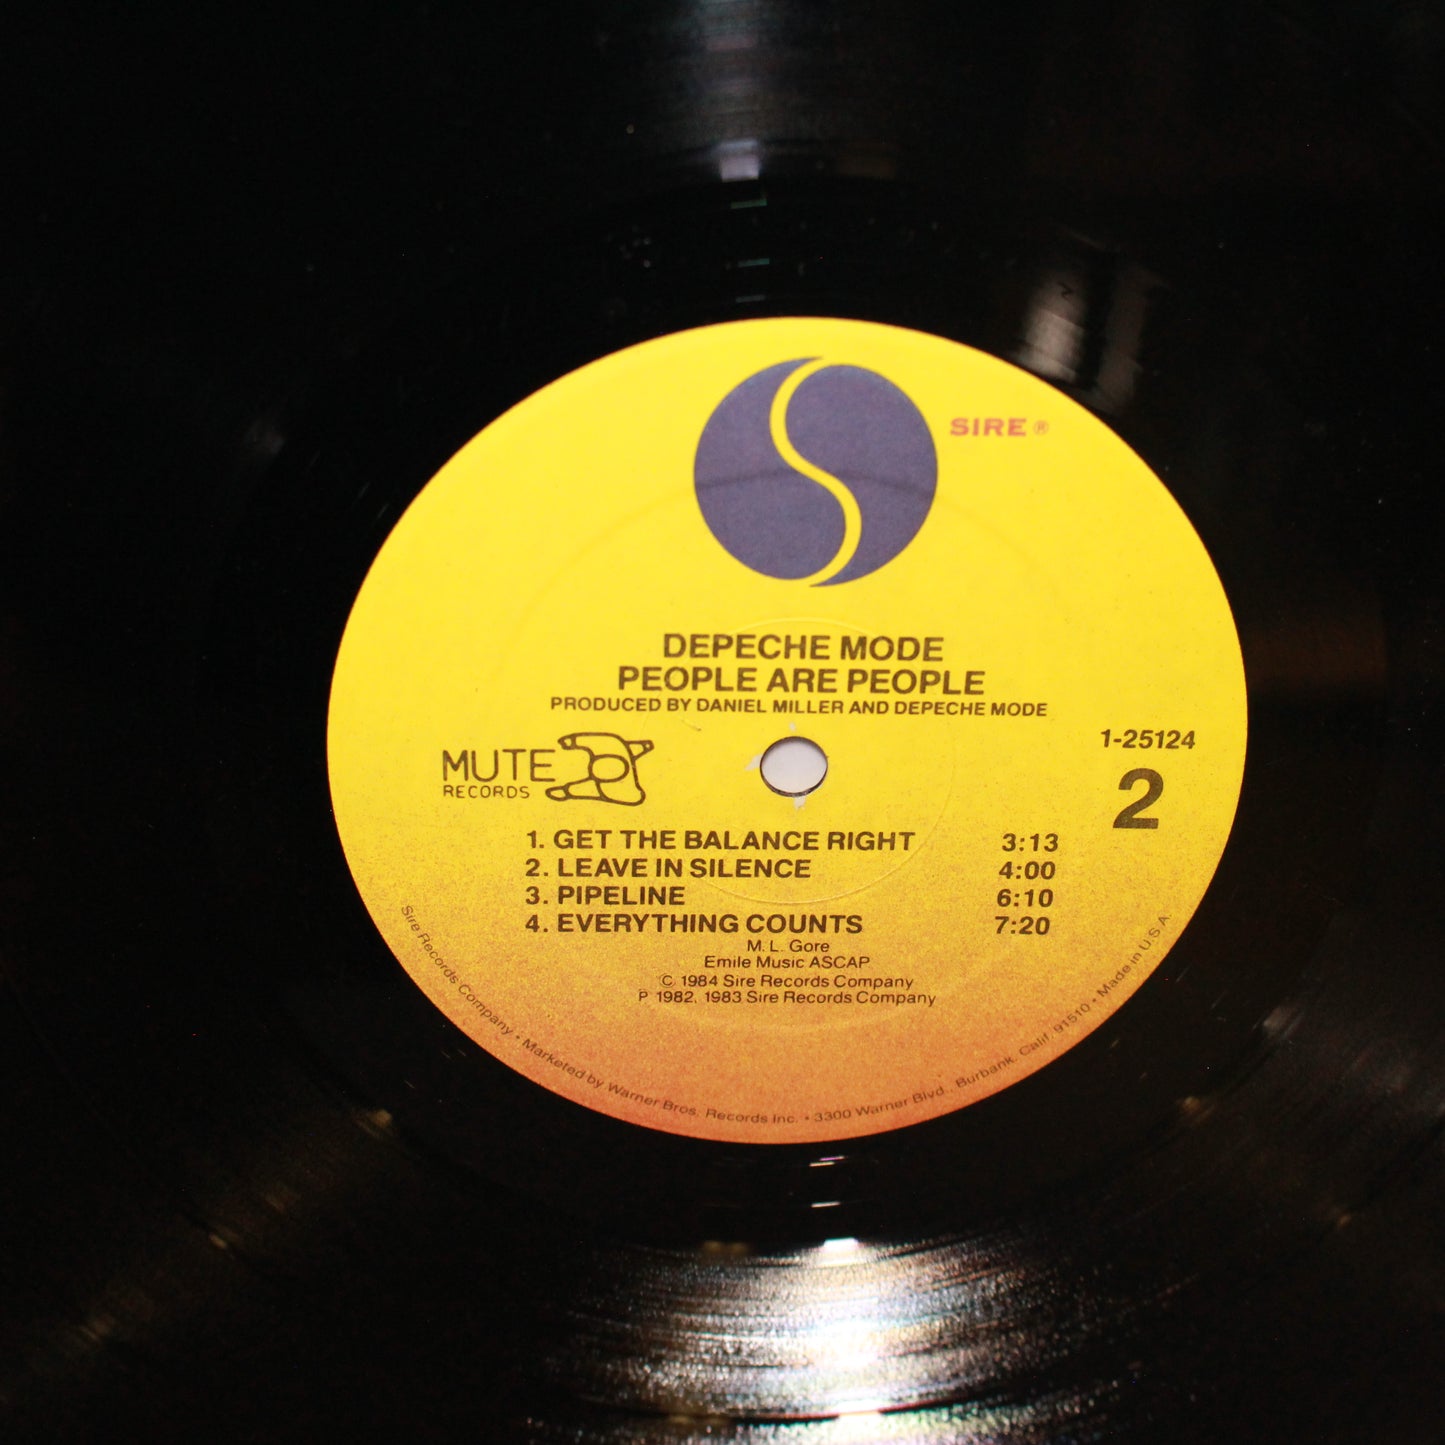 SIRE ®
DEPECHE MODE
PEOPLE ARE PEOPLE
PRODUCED BY DANIEL MILLER AND DEPECHE MODE
MUTE
RECORDS
1-25124
2
1. GET THE BALANCE RIGHT 3:13
2. LEAVE IN SILENCE 4:00
3. PIPELINE 6:10
4. EVERYTHING COUNTS 7:20
M. L. Gore
Emile Music ASCAP
© 1984 Sire Records Company
P 1982, 1983 Sire Records Company
Sire Records Company • Marketed by Warner Bros. Records Inc. • 3300 Warner Blvd., Burbank, Calif. 91510 • Made in U.S.A.